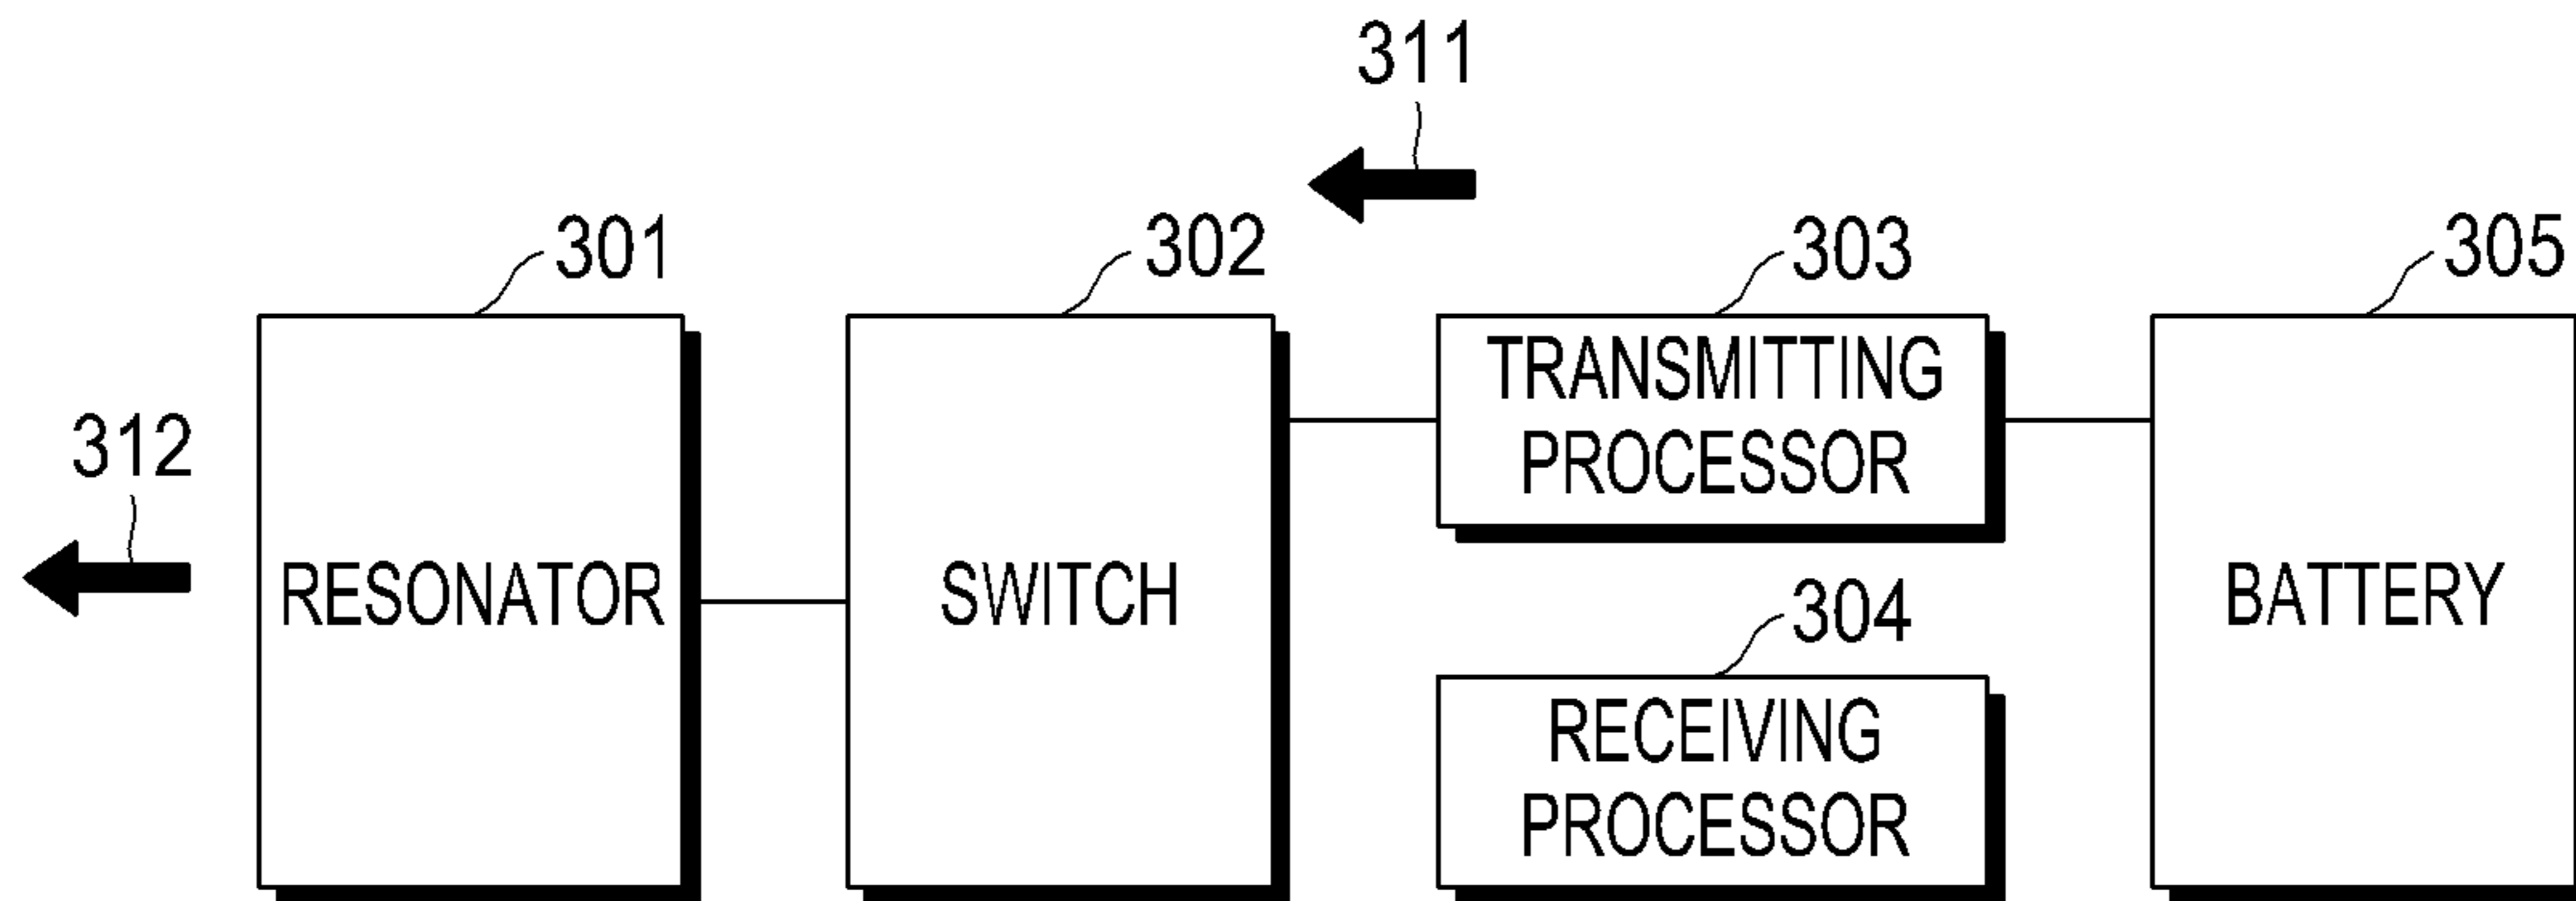 311
301
302
303
305
312
TRANSMITTING
PROCESSOR
RESONATOR
SWITCH
304
BATTERY
RECEIVING
PROCESSOR